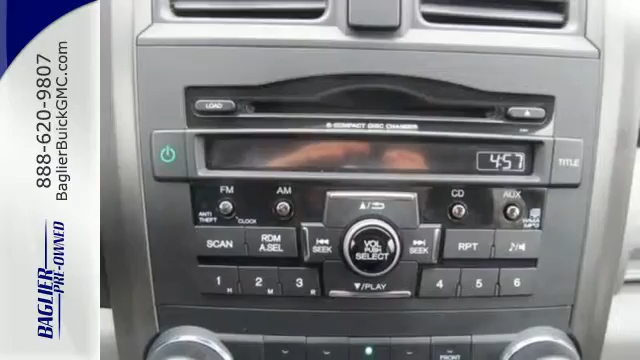 888-620-9807
BaglierBuickGMC.com
BAGLIER
PRE-OWNED
LOAD
6-COMPACT DISC CHANGER
4:57
TITLE
FM AM CD AUX
ANTI THEFT CLOCK WMA MP3
SCAN RDM A.SEL SEEK VOL PUSH SELECT SEEK RPT
1 H 2 M 3 R ▼/PLAY 4 5 6
FRONT